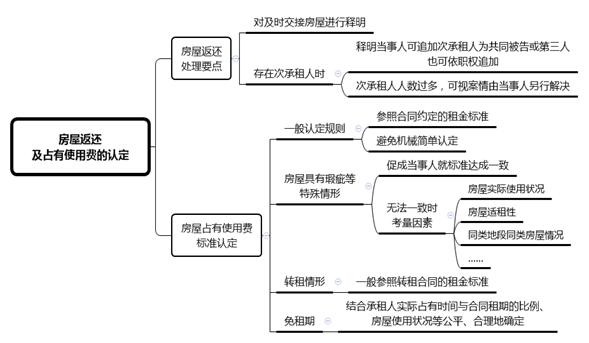 房屋返还
及占有使用费的认定
房屋返还
处理要点
对及时交接房屋进行释明
存在次承租人时
释明当事人可追加次承租人为共同被告或第三人
也可依职权追加
次承租人人数过多，可视案情由当事人另行解决
房屋占有使用费
标准认定
一般认定规则
参照合同约定的租金标准
避免机械简单认定
房屋具有瑕疵等
特殊情形
促成当事人就标准达成一致
无法一致时
考量因素
房屋实际使用状况
房屋适租性
同类地段同类房屋情况
......
转租情形
一般参照转租合同的租金标准
免租期
结合承租人实际占有时间与合同租期的比例、
房屋使用状况等公平、合理地确定